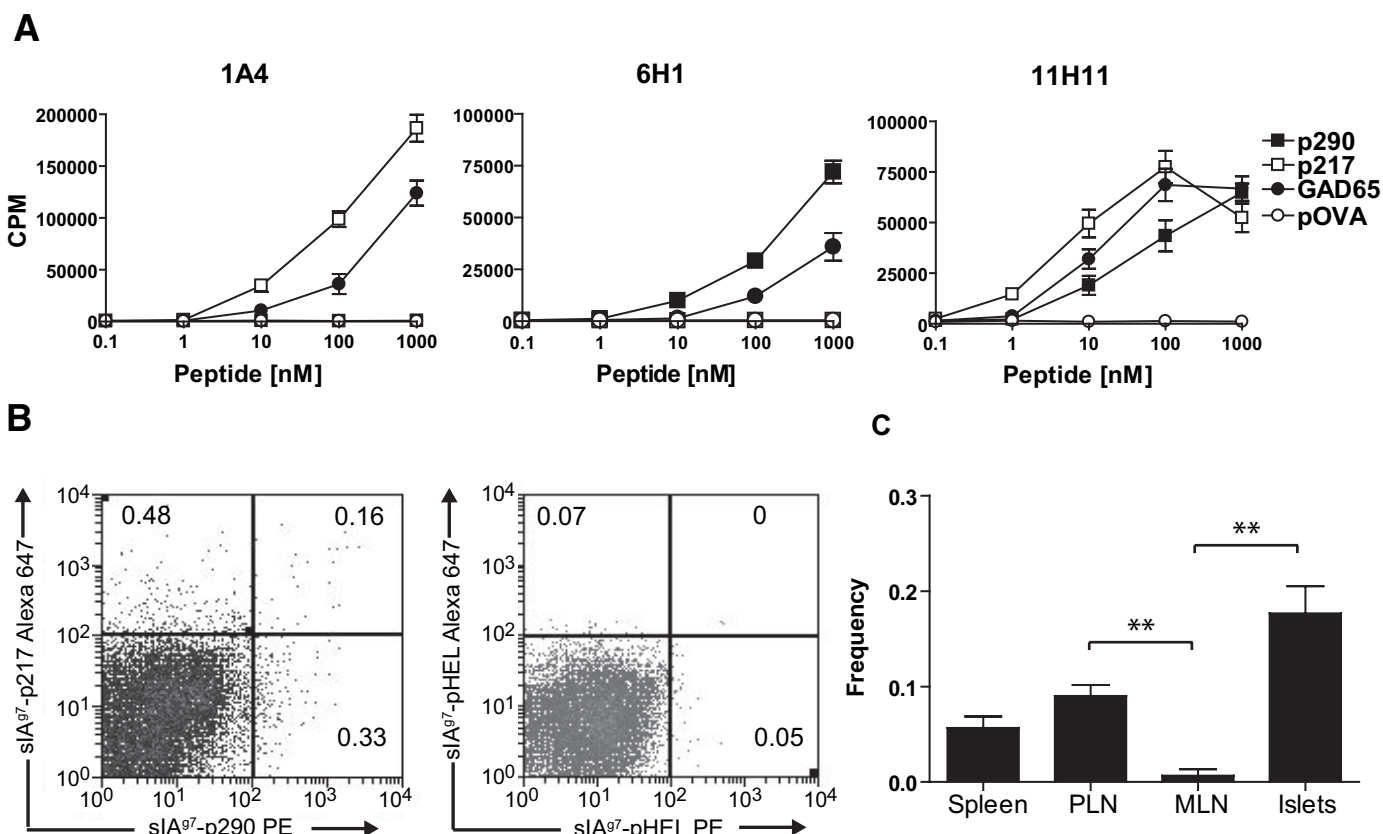 A
1A4
6H1
11H11
200000
150000
100000
50000
0
CPM
0.1 1 10 100 1000
Peptide [nM]
100000
75000
50000
25000
0
0.1 1 10 100 1000
Peptide [nM]
100000
75000
50000
25000
0
0.1 1 10 100 1000
Peptide [nM]
p290
p217
GAD65
pOVA
B
sIAg7-p217 Alexa 647
10⁴
10³
10²
10¹
10⁰
0.48
0.16
0.33
10⁰ 10¹ 10² 10³ 10⁴
sIAg7-p290 PE
sIAg7-pHEL Alexa 647
10⁴
10³
10²
10¹
10⁰
0.07
0
0.05
10⁰ 10¹ 10² 10³ 10⁴
sIAg7-pHEL PE
C
Frequency
0.3
0.2
0.1
0.0
**
**
Spleen PLN MLN Islets